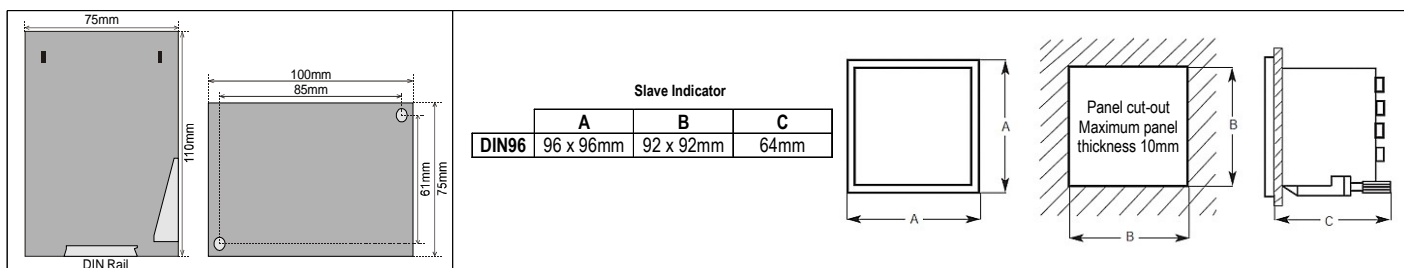 75mm
110mm
DIN Rail
100mm
85mm
61mm
75mm
Slave Indicator
A B C
DIN96 96 x 96mm 92 x 92mm 64mm
A
A
Panel cut-out
Maximum panel
thickness 10mm
B
B
C